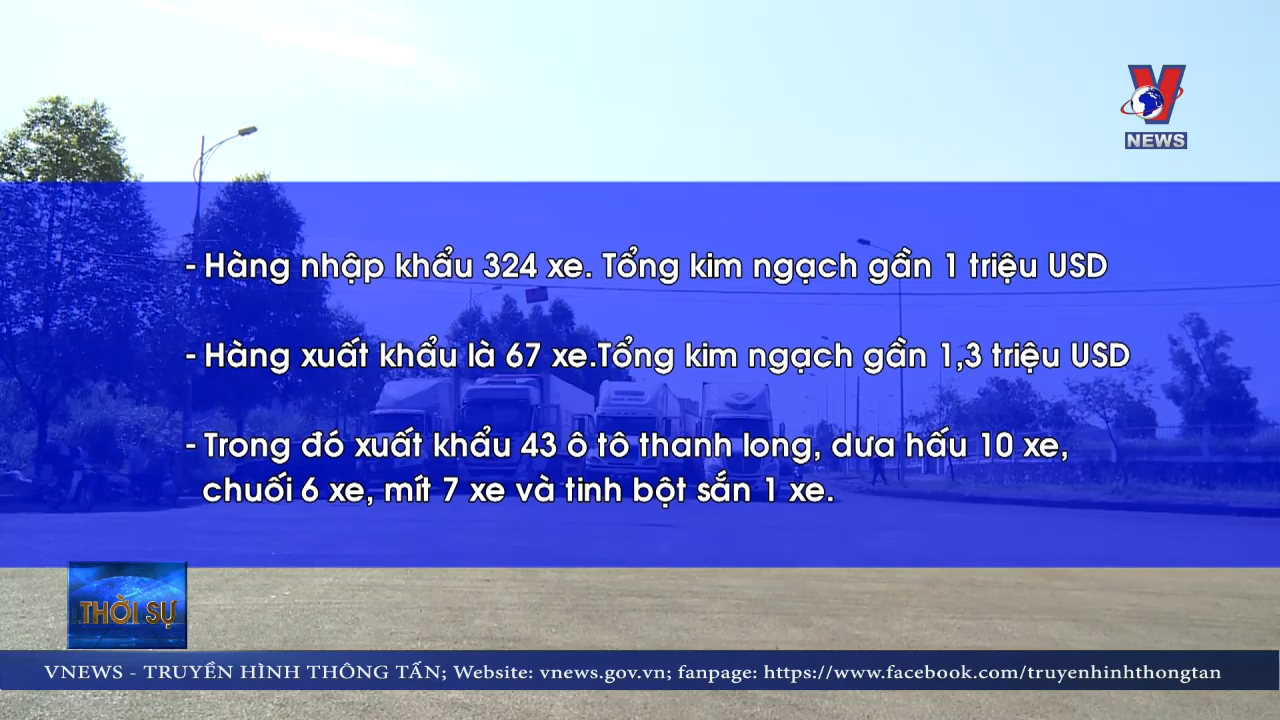 V
NEWS
- Hàng nhập khẩu 324 xe. Tổng kim ngạch gần 1 triệu USD
- Hàng xuất khẩu là 67 xe.Tổng kim ngạch gần 1,3 triệu USD
- Trong đó xuất khẩu 43 ô tô thanh long, dưa hấu 10 xe,
chuối 6 xe, mít 7 xe và tinh bột sắn 1 xe.
THỜI SỰ
VNEWS - TRUYỀN HÌNH THÔNG TẤN; Website: vnews.gov.vn; fanpage: https://www.facebook.com/truyenhinhthongtan